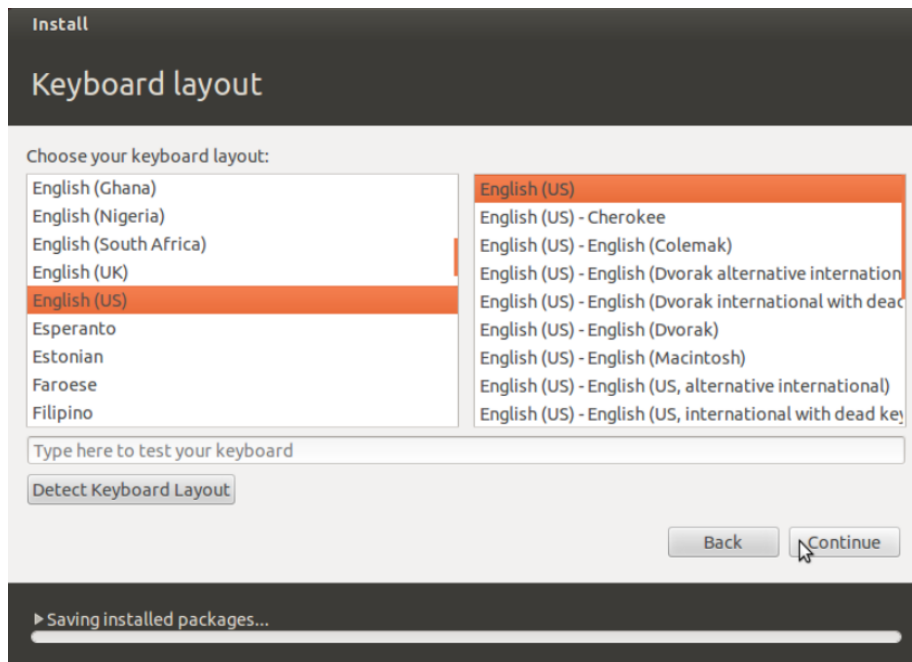 Install
Keyboard layout
Choose your keyboard layout:
English (Ghana)
English (Nigeria)
English (South Africa)
English (UK)
English (US)
Esperanto
Estonian
Faroese
Filipino
English (US)
English (US) - Cherokee
English (US) - English (Colemak)
English (US) - English (Dvorak alternative internation
English (US) - English (Dvorak international with dead
English (US) - English (Dvorak)
English (US) - English (Macintosh)
English (US) - English (US, alternative international)
English (US) - English (US, international with dead key
Type here to test your keyboard
Detect Keyboard Layout
Back
Continue
Saving installed packages...